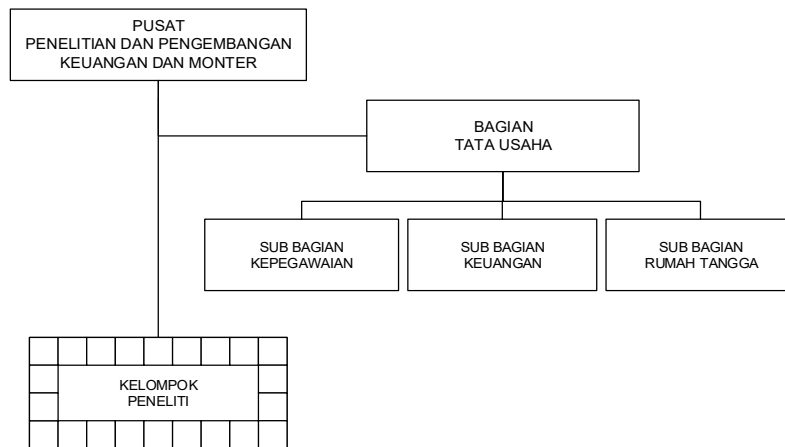 PUSAT
PENELITIAN DAN PENGEMBANGAN
KEUANGAN DAN MONTER
BAGIAN
TATA USAHA
SUB BAGIAN
KEPEGAWAIAN
SUB BAGIAN
KEUANGAN
SUB BAGIAN
RUMAH TANGGA
KELOMPOK
PENELITI